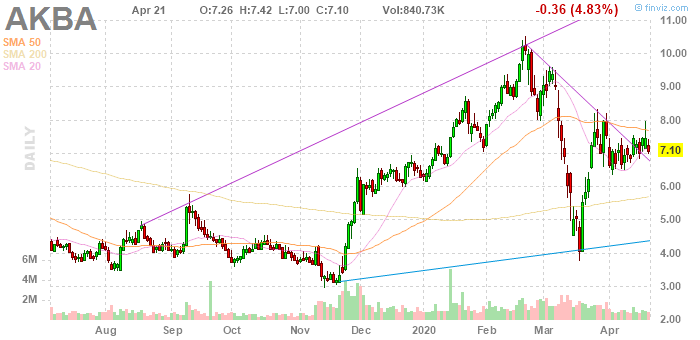 © finviz.com
AKBA
Apr 21
O:7.26 H:7.42 L:7.00 C:7.10
Vol:840.73K
-0.36 (4.83%)
SMA 50
SMA 200
SMA 20
DAILY
11.00
10.00
9.00
8.00
7.10
6.00
5.00
4.00
3.00
2.00
6M
4M
2M
Aug Sep Oct Nov Dec 2020 Feb Mar Apr